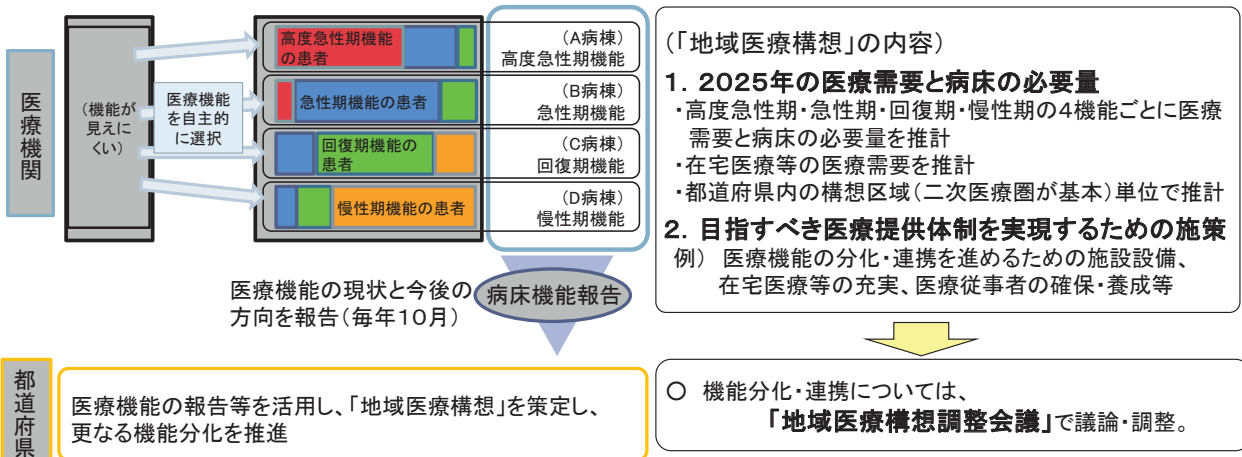 医療機関
(機能が
見えに
くい)
医療機能
を自主的
に選択
高度急性期機能
の患者
急性期機能の患者
回復期機能の
患者
慢性期機能の患者
(A病棟)
高度急性期機能
(B病棟)
急性期機能
(C病棟)
回復期機能
(D病棟)
慢性期機能
医療機能の現状と今後の
方向を報告(毎年10月)
病床機能報告
都道府県
医療機能の報告等を活用し、「地域医療構想」を策定し、
更なる機能分化を推進
(「地域医療構想」の内容)
1. 2025年の医療需要と病床の必要量
・高度急性期・急性期・回復期・慢性期の4機能ごとに医療
需要と病床の必要量を推計
・在宅医療等の医療需要を推計
・都道府県内の構想区域(二次医療圏が基本)単位で推計
2. 目指すべき医療提供体制を実現するための施策
例) 医療機能の分化・連携を進めるための施設設備、
在宅医療等の充実、医療従事者の確保・養成等
○ 機能分化・連携については、
「地域医療構想調整会議」で議論・調整。